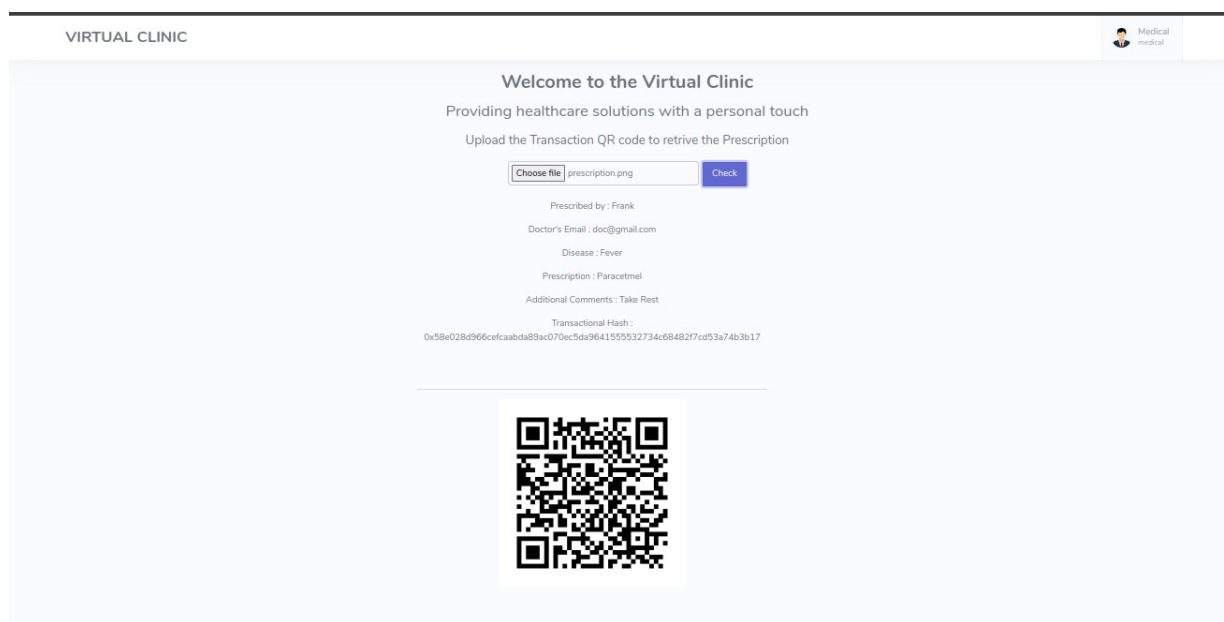 VIRTUAL CLINIC
Medical
medical
Welcome to the Virtual Clinic
Providing healthcare solutions with a personal touch
Upload the Transaction QR code to retrive the Prescription
Choose file prescription.png
Check
Prescribed by : Frank
Doctor's Email : doc@gmail.com
Disease : Fever
Prescription : Paracetmel
Additional Comments : Take Rest
Transactional Hash :
0x58e028d966cefcaabda89ac070ec5da9641555532734c68482f7cd53a74b3b17